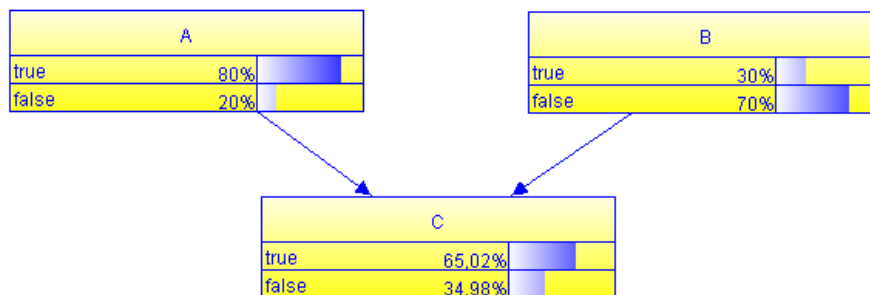 A
true 80%
false 20%
B
true 30%
false 70%
C
true 65,02%
false 34,98%